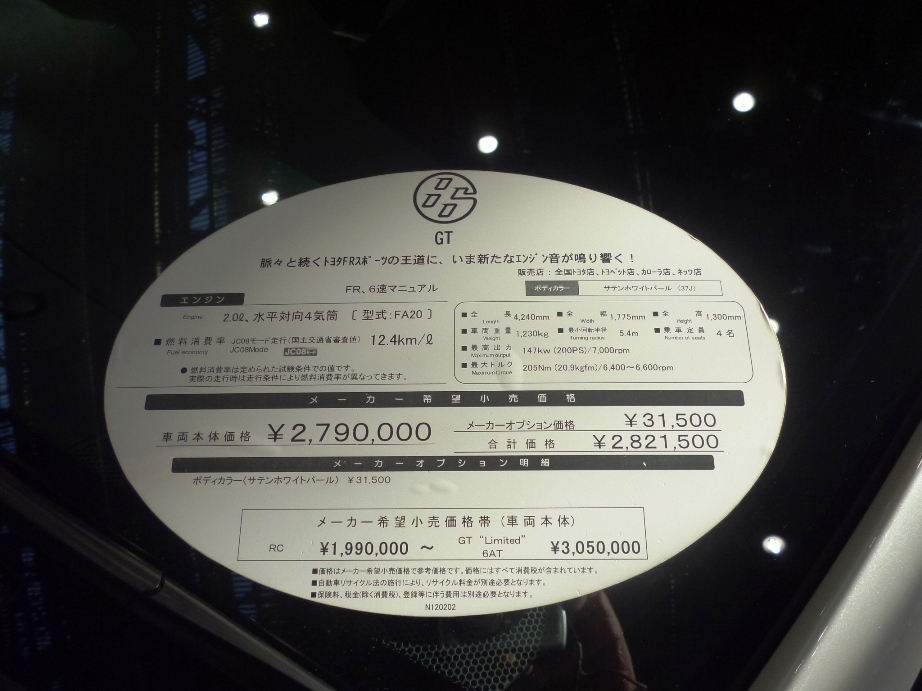 86
GT
脈々と続くﾄﾖﾀFRｽﾎﾟｰﾂの王道に、いま新たなｴﾝｼﾞﾝ音が鳴り響く！
販売店：全国ﾄﾖﾀ店、ﾄﾖﾍﾟｯﾄ店、ｶﾛｰﾗ店、ﾈｯﾂ店
FR、6速マニュアル
ボディカラー サテンホワイトパール (37J)
エンジン
Engine 2.0ℓ、水平対向4気筒 〔型式:FA20〕
■燃料消費率 JC08モード走行(国土交通省審査値) 12.4km/ℓ
Fuel economy JC08Mode JC08モード
●燃料消費率は定められた試験条件での値です。
実際の走行時は走行条件により燃料消費率が異なってきます。
■全長 4,240mm ■全幅 1,775mm ■全高 1,300mm
Length Width Height
■車両重量 1,230kg ■最小回転半径 5.4m ■乗車定員 4名
Weight Turning radius Number of seats
■最高出力 147kw (200PS)/7,000rpm
Maximum output
■最大トルク 205Nm (20.9kgfm)/6,400～6,600rpm
Maximum torque
メーカー希望小売価格
車両本体価格 ￥2,790,000
メーカーオプション価格 ￥31,500
合計価格 ￥2,821,500
メーカーオプション明細
ボディカラー(サテンホワイトパール) ￥31,500
メーカー希望小売価格帯（車両本体）
RC ￥1,990,000 ～ GT “Limited” 6AT ￥3,050,000
■価格はメーカー希望小売価格で参考価格です。価格にはすべて消費税が含まれています。
■自動車リサイクル法の施行により、リサイクル料金が別途必要となります。
■保険料、税金(除く消費税)、登録等に伴う費用は別途必要となります。
N120202